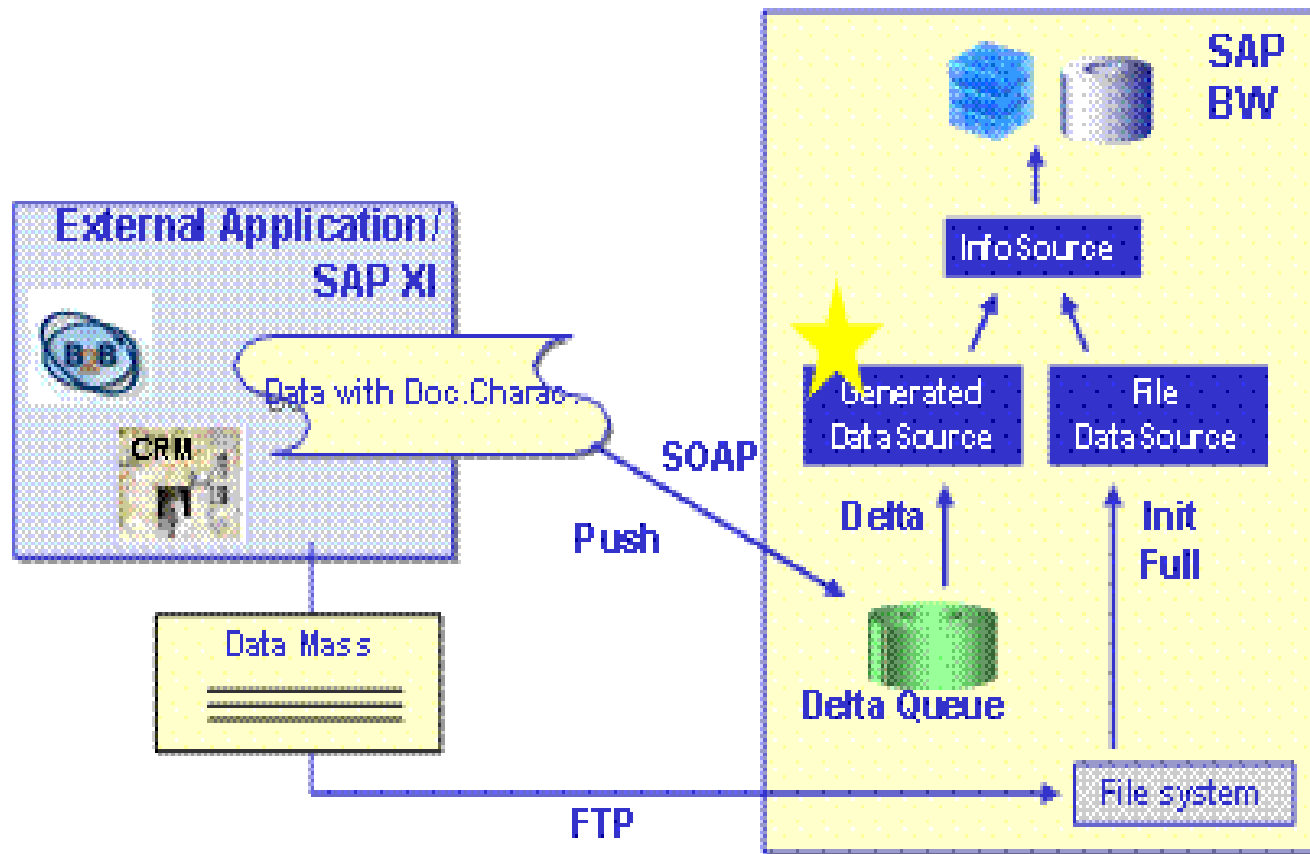 SAP
BW
External Application/
SAP XI
B2B
Data with Doc.Charac
CRM
InfoSource
Generated
DataSource
File
DataSource
SOAP
Push
Delta
Init
Full
Data Mass
Delta Queue
FTP
File system